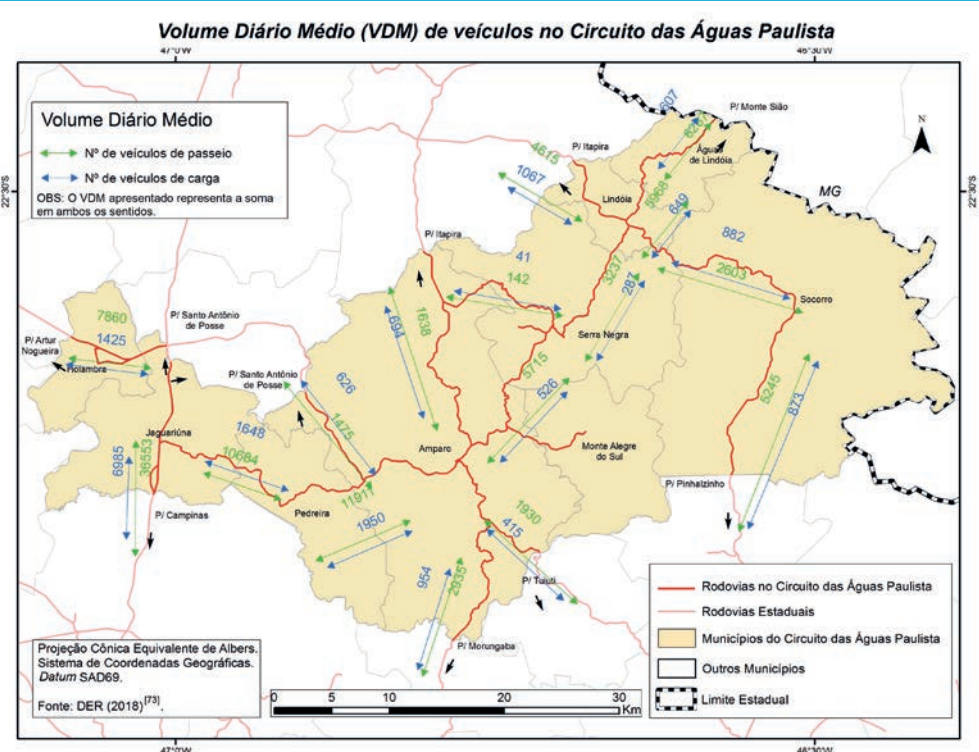 Volume Diário Médio (VDM) de veículos no Circuito das Águas Paulista
47°0'W
46°30'W
Volume Diário Médio
Nº de veículos de passeio
Nº de veículos de carga
OBS: O VDM apresentado representa a soma
em ambos os sentidos.
22°30'S
22°30'S
N
MG
607
P/ Monte Sião
Águas
de Lindóia
4615
P/ Itapira
1067
Lindóia
5968
649
882
P/ Itapira
41
142
3237
287
2603
Socorro
7860
1425
P/ Santo Antônio
de Posse
P/ Artur
Nogueira
Holambra
1638
694
Serra Negra
P/ Santo Antônio
de Posse
626
1475
5715
526
5245
873
Jaguariúna
1648
10684
Amparo
Monte Alegre
do Sul
6985
36553
P/ Campinas
Pedreira
11911
1950
P/ Pinhalzinho
1930
415
P/ Tuiuti
954
2935
P/ Morungaba
Projeção Cônica Equivalente de Albers.
Sistema de Coordenadas Geográficas.
Datum SAD69.
Fonte: DER (2018)[73].
0 5 10 20 30
Km
Rodovias no Circuito das Águas Paulista
Rodovias Estaduais
Municípios do Circuito das Águas Paulista
Outros Municípios
Limite Estadual
47°0'W
46°30'W